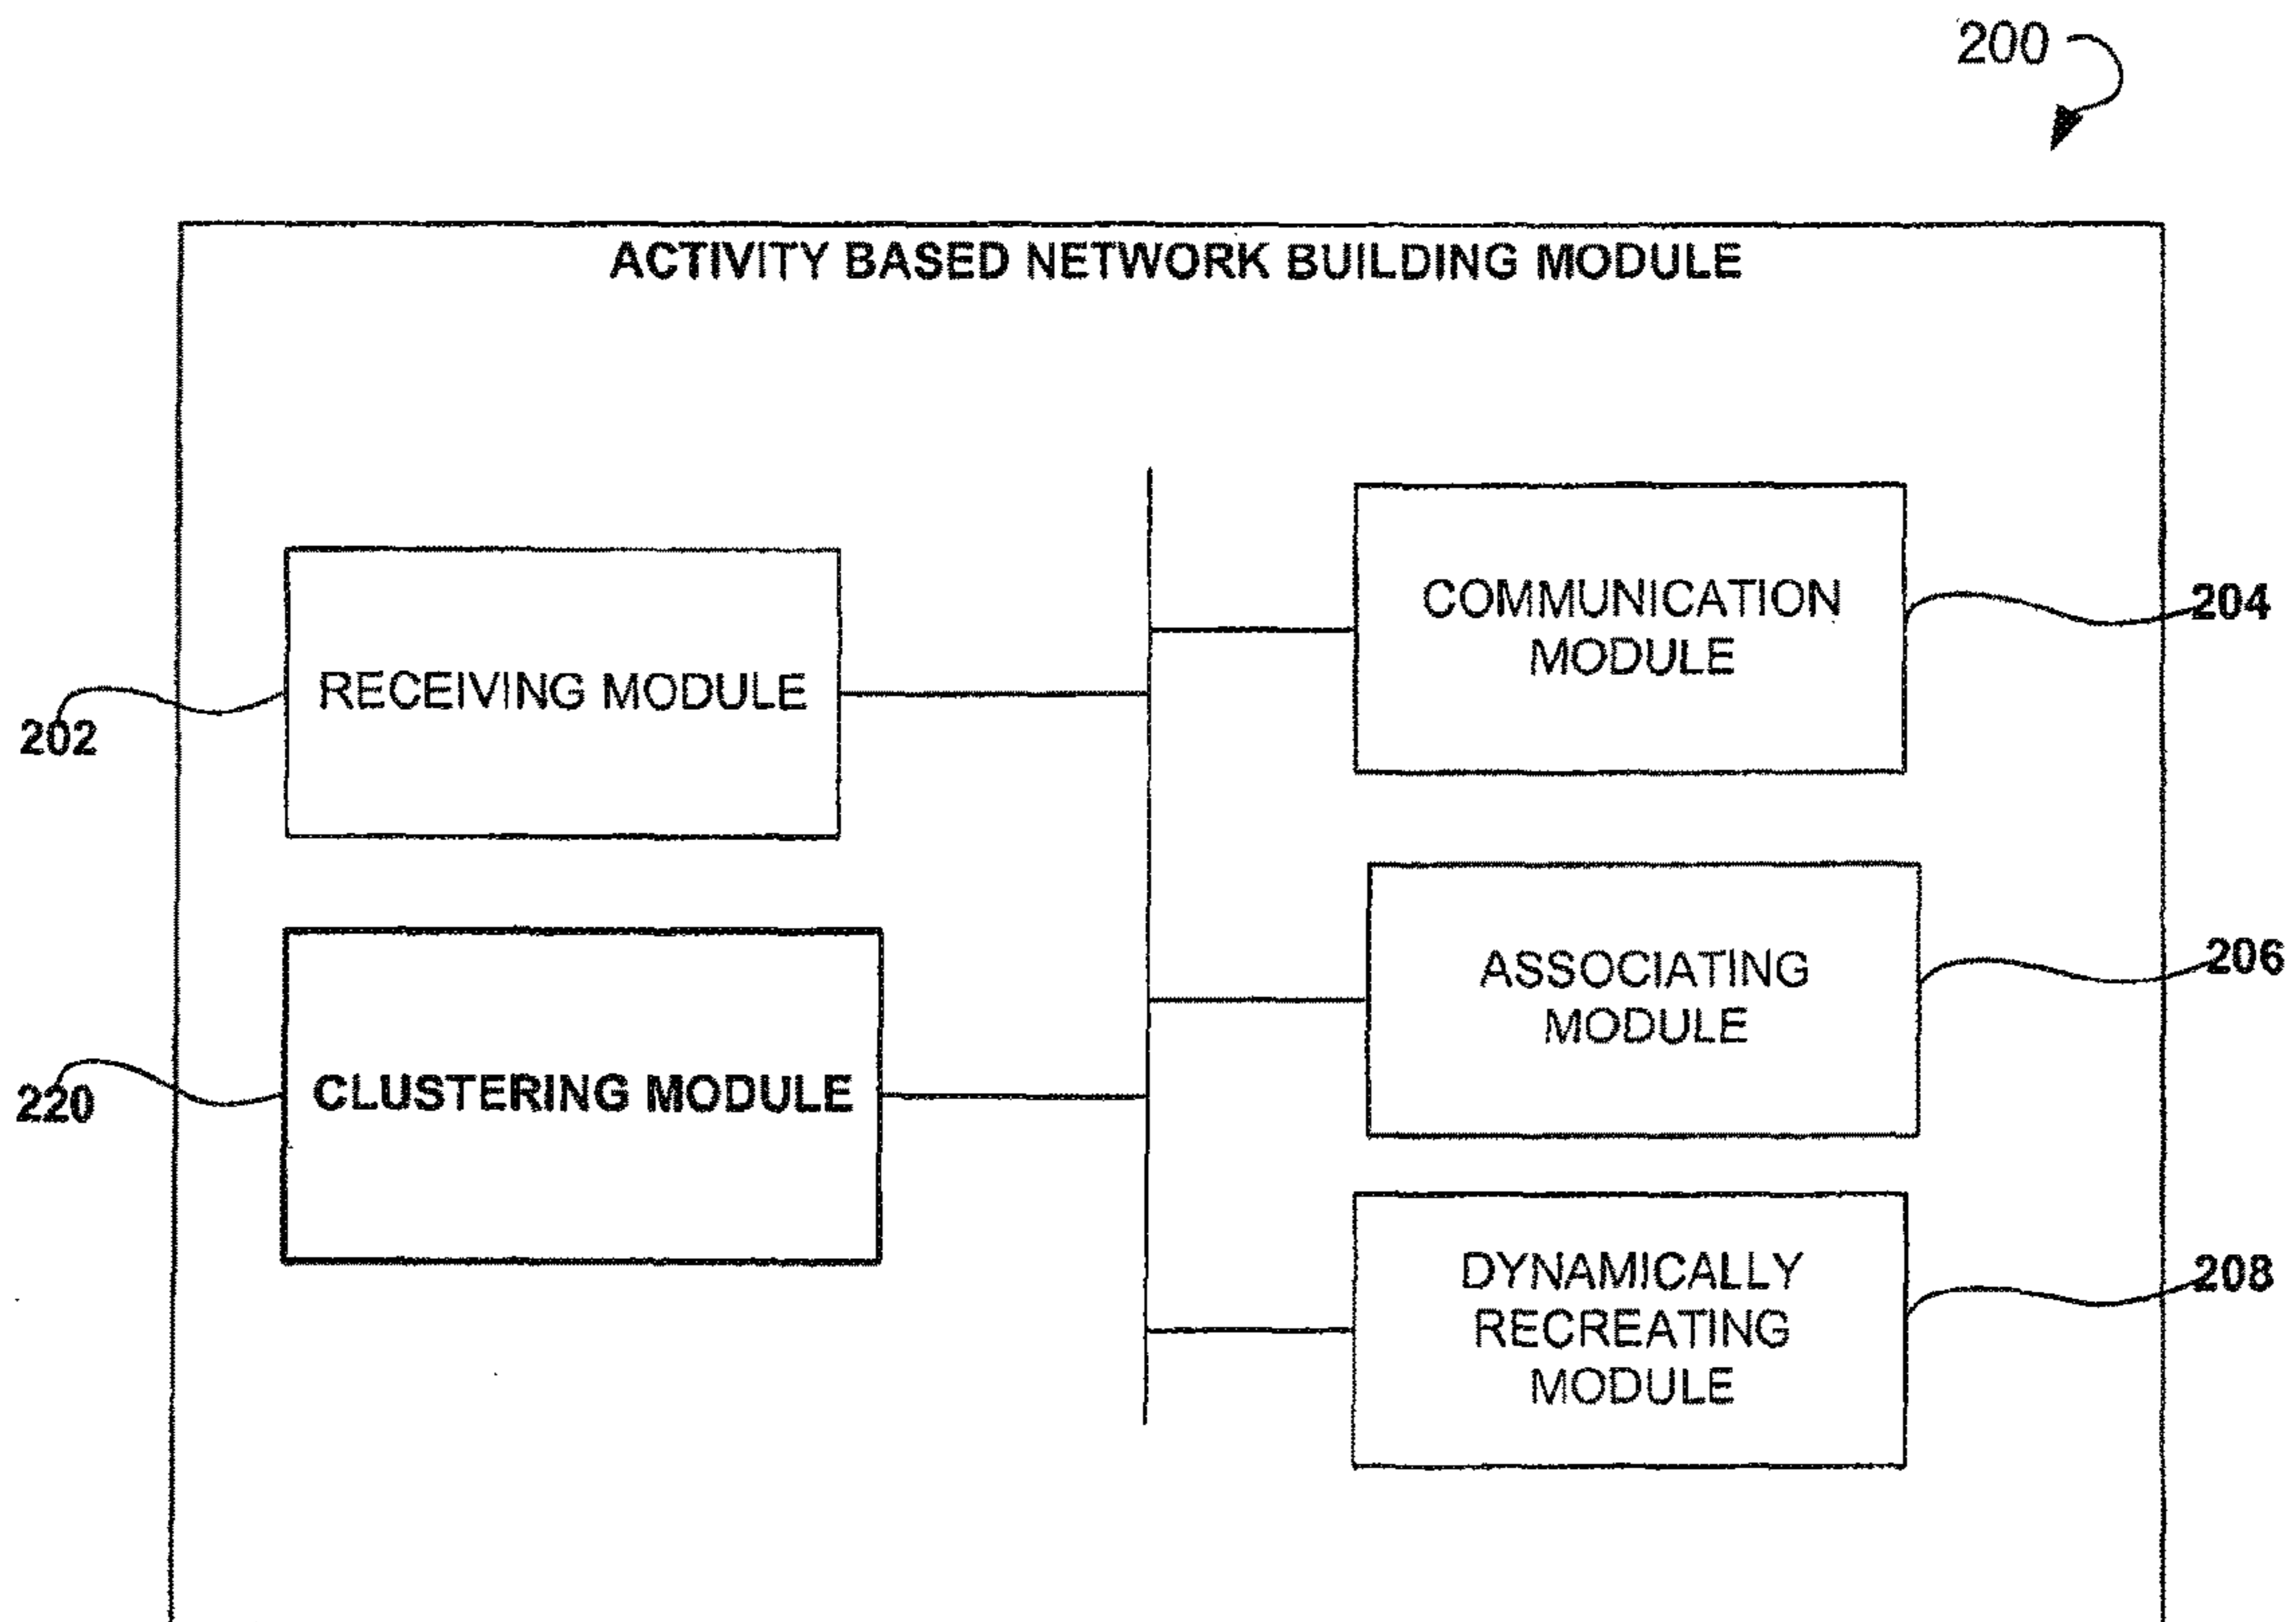 200
ACTIVITY BASED NETWORK BUILDING MODULE
COMMUNICATION
MODULE
204
RECEIVING MODULE
202
ASSOCIATING
MODULE
206
CLUSTERING MODULE
220
DYNAMICALLY
RECREATING
MODULE
208